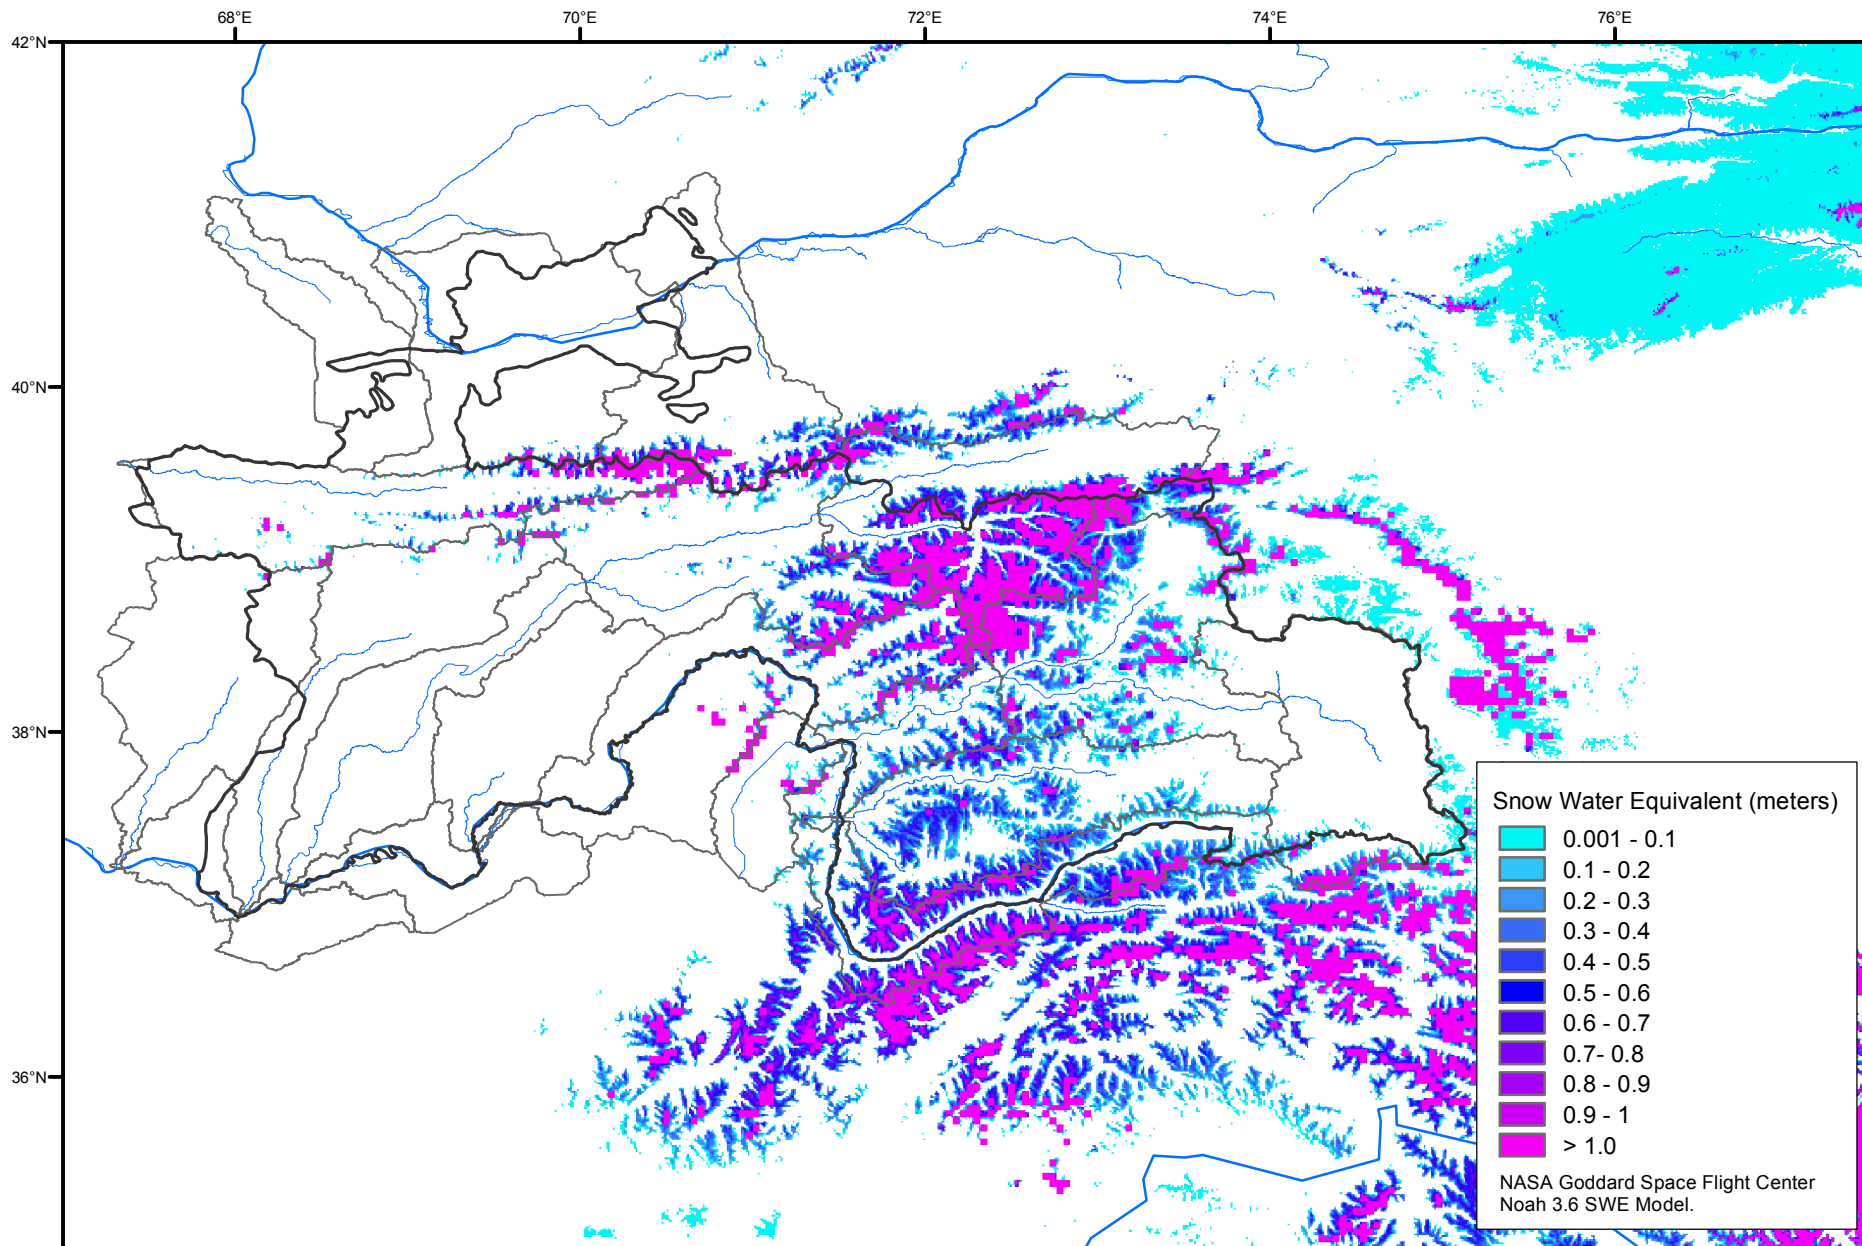 68°E 70°E 72°E 74°E 76°E
42°N
40°N
38°N
36°N
Snow Water Equivalent (meters)
0.001 - 0.1
0.1 - 0.2
0.2 - 0.3
0.3 - 0.4
0.4 - 0.5
0.5 - 0.6
0.6 - 0.7
0.7- 0.8
0.8 - 0.9
0.9 - 1
> 1.0
NASA Goddard Space Flight Center
Noah 3.6 SWE Model.